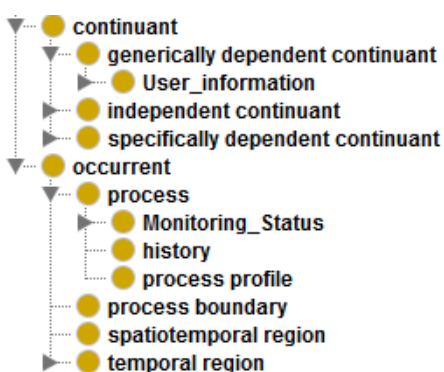 continuant
generically dependent continuant
User_information
independent continuant
specifically dependent continuant
occurrent
process
Monitoring_Status
history
process profile
process boundary
spatiotemporal region
temporal region